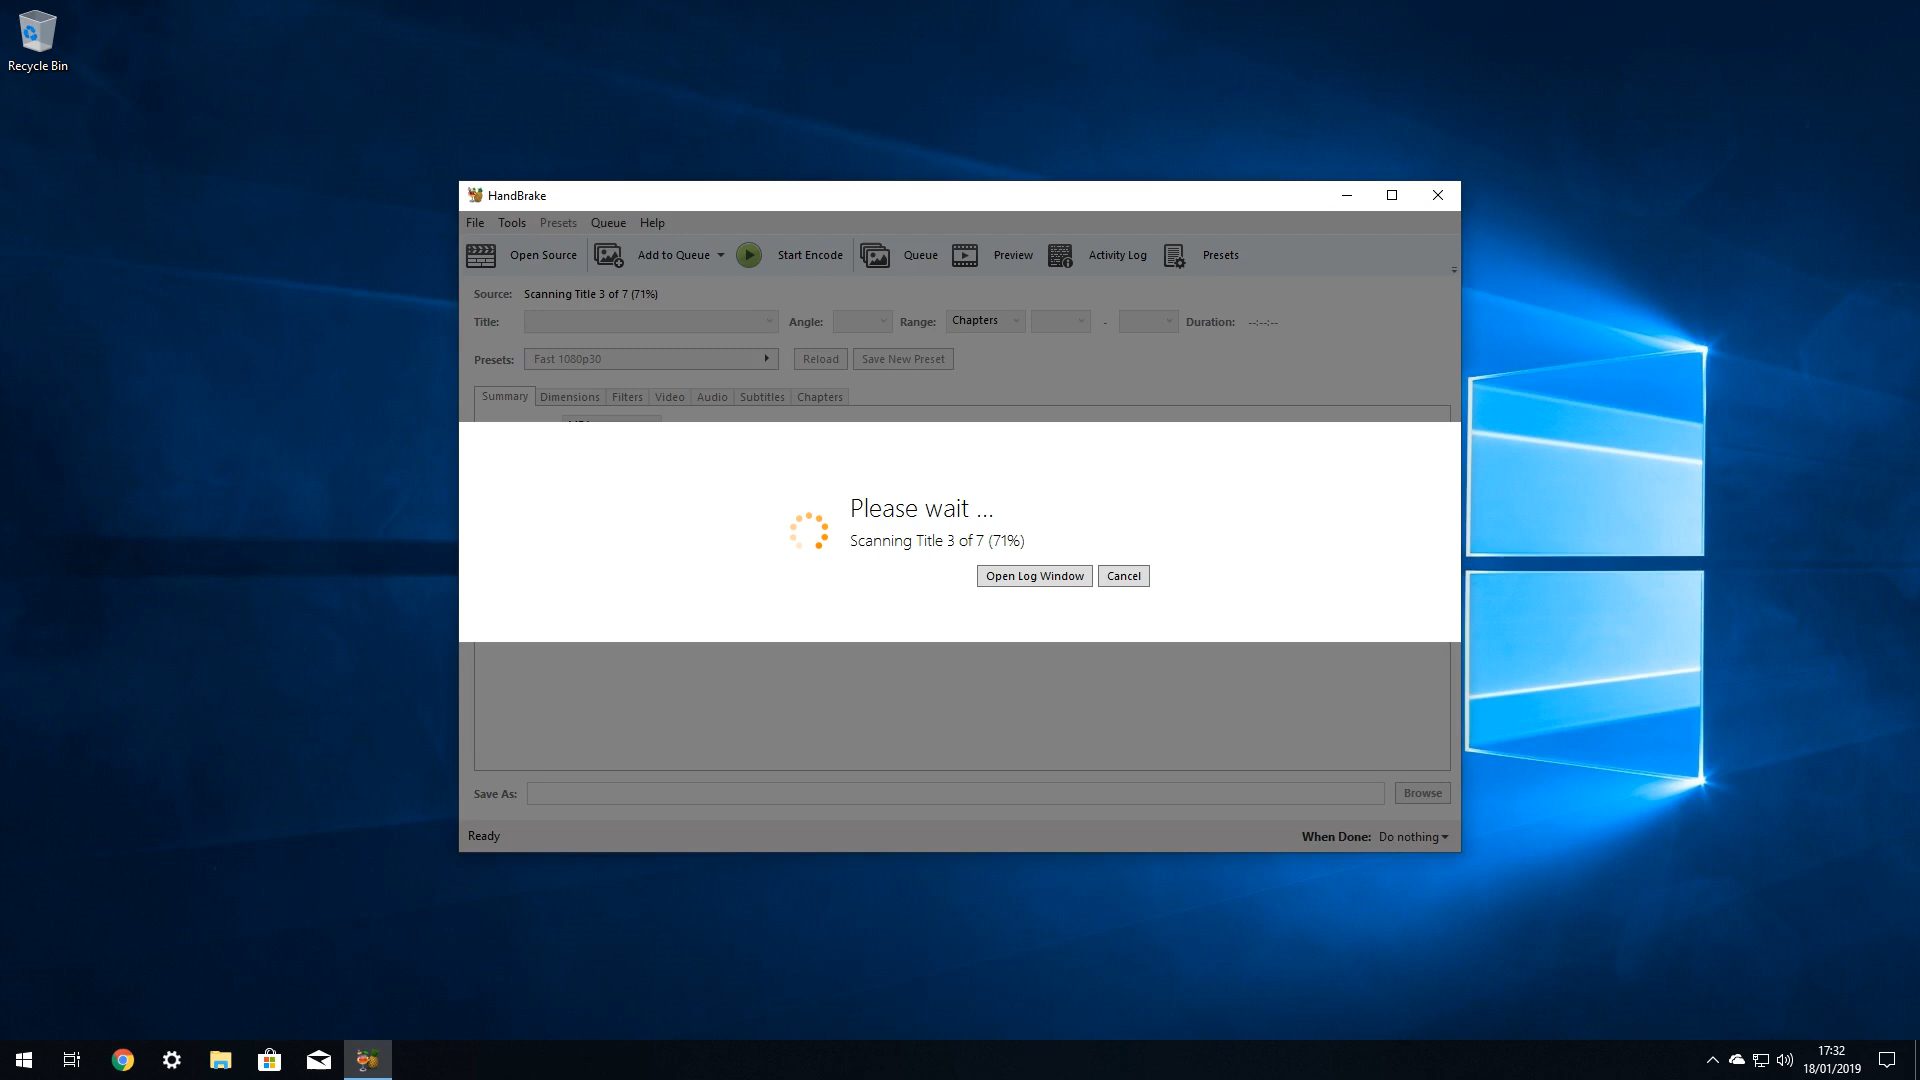 Recycle Bin
HandBrake
File Tools Presets Queue Help
Open Source Add to Queue Start Encode Queue Preview Activity Log Presets
Source: Scanning Title 3 of 7 (71%)
Title: Angle: Range: Chapters - Duration: --:--:--
Presets: Fast 1080p30 Reload Save New Preset
Summary Dimensions Filters Video Audio Subtitles Chapters
Please wait ...
Scanning Title 3 of 7 (71%)
Open Log Window Cancel
Save As: Browse
Ready When Done: Do nothing
17:32
18/01/2019